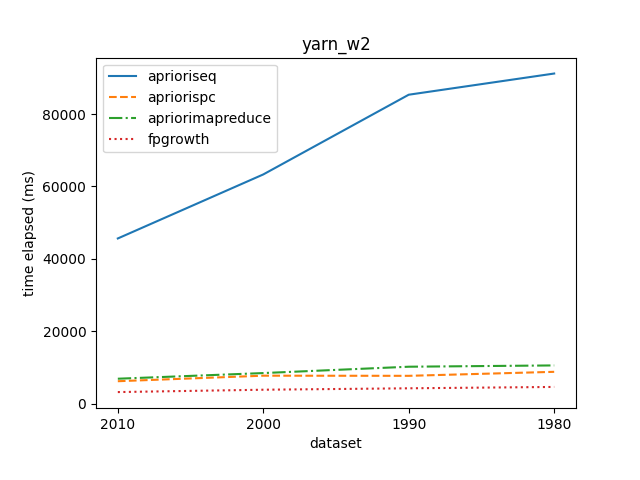 yarn_w2
aprioriseq
apriorispc
apriorimapreduce
fpgrowth
time elapsed (ms)
80000
60000
40000
20000
0
2010
2000
1990
1980
dataset